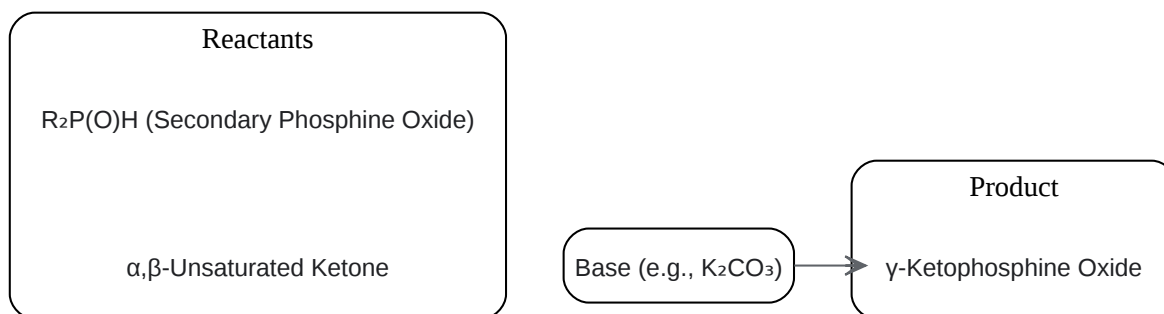 Reactants
R₂P(O)H (Secondary Phosphine Oxide)
α,β-Unsaturated Ketone
Base (e.g., K₂CO₃)
Product
γ-Ketophosphine Oxide